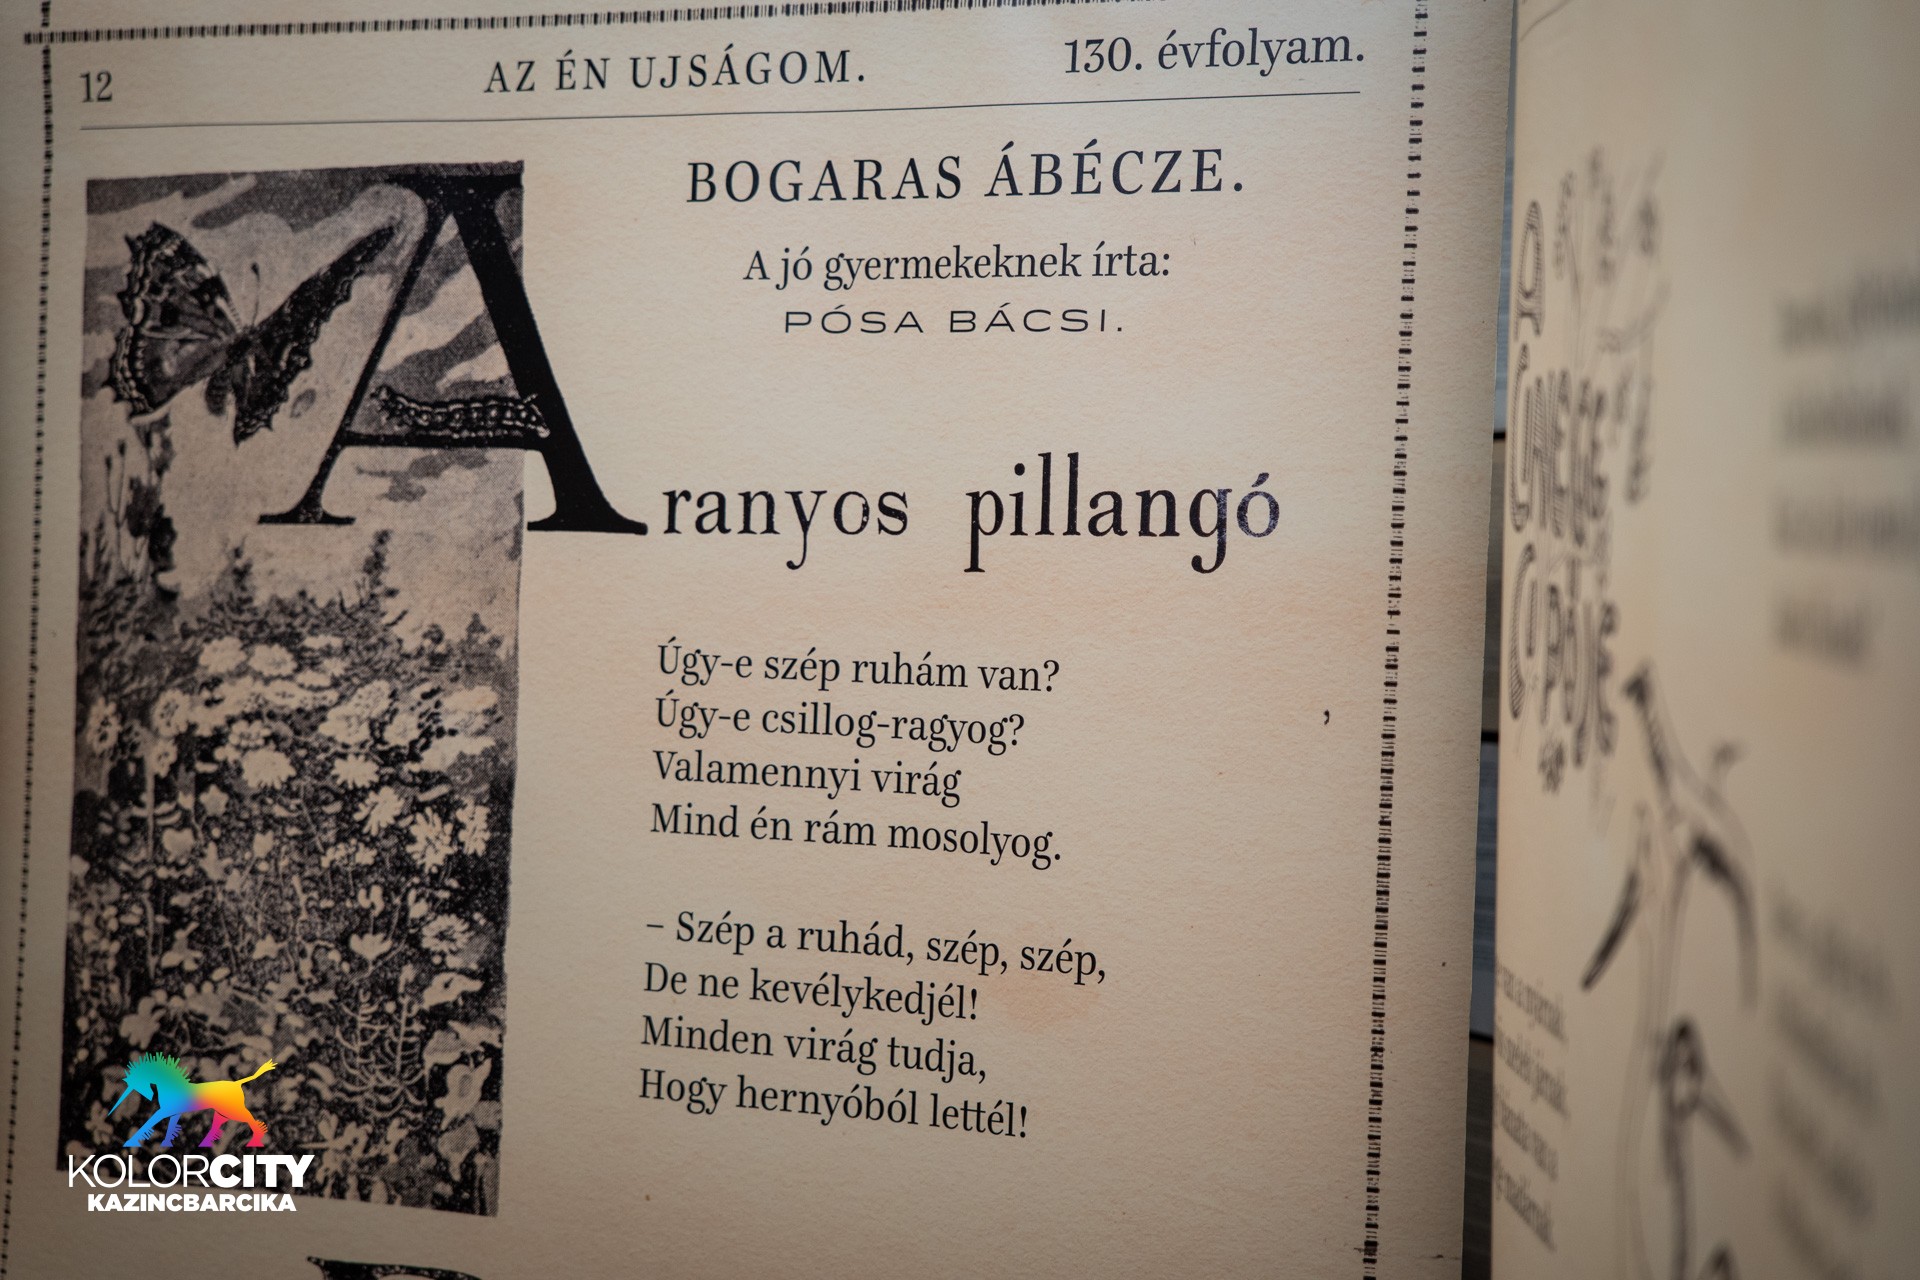 12 AZ ÉN UJSÁGOM. 130. évfolyam.
BOGARAS ÁBÉCZE.
A jó gyermekeknek írta:
PÓSA BÁCSI.
Aranyos pillangó
Úgy-e szép ruhám van?
Úgy-e csillog-ragyog?
Valamennyi virág
Mind én rám mosolyog.
– Szép a ruhád, szép, szép,
De ne kevélykedjél!
Minden virág tudja,
Hogy hernyóból lettél!
KOLORCITY
KAZINCBARCIKA